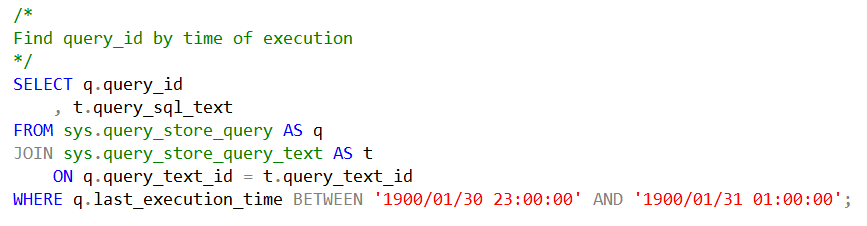 /*
Find query_id by time of execution
*/
SELECT q.query_id
    , t.query_sql_text
FROM sys.query_store_query AS q
JOIN sys.query_store_query_text AS t
    ON q.query_text_id = t.query_text_id
WHERE q.last_execution_time BETWEEN '1900/01/30 23:00:00' AND '1900/01/31 01:00:00';